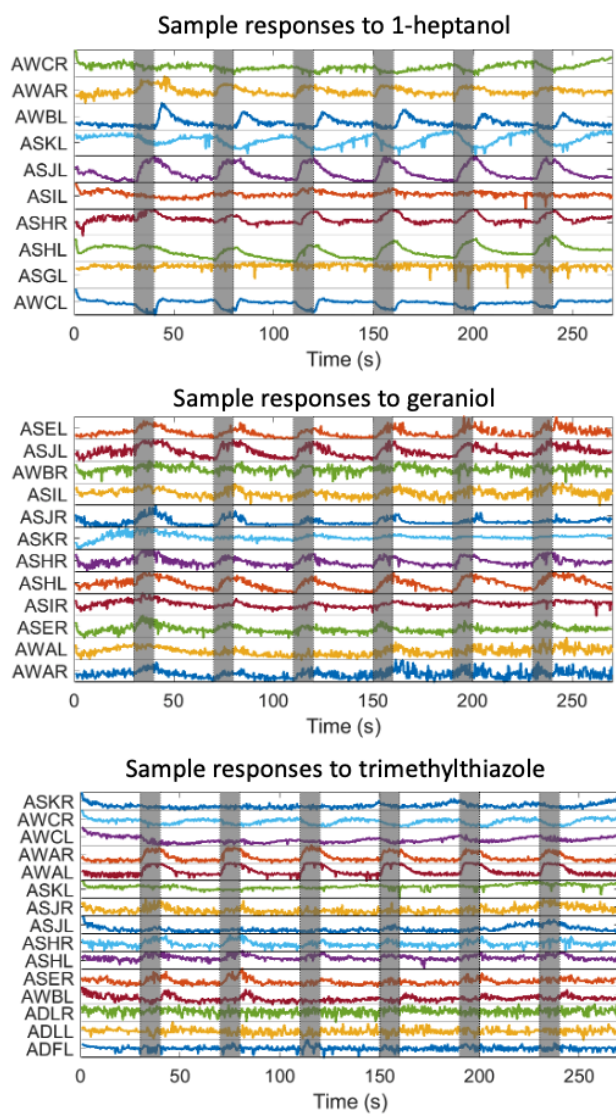 Sample responses to 1-heptanol
AWCR
AWAR
AWBL
ASKL
ASJL
ASIL
ASHR
ASHL
ASGL
AWCL
0 50 100 150 200 250
Time (s)
Sample responses to geraniol
ASEL
ASJL
AWBR
ASIL
ASJR
ASKR
ASHR
ASHL
ASIR
ASER
AWAL
AWAR
0 50 100 150 200 250
Time (s)
Sample responses to trimethylthiazole
ASKR
AWCR
AWCL
AWAR
AWAL
ASKL
ASJR
ASJL
ASHR
ASHL
ASER
AWBL
ADLR
ADLL
ADFL
0 50 100 150 200 250
Time (s)